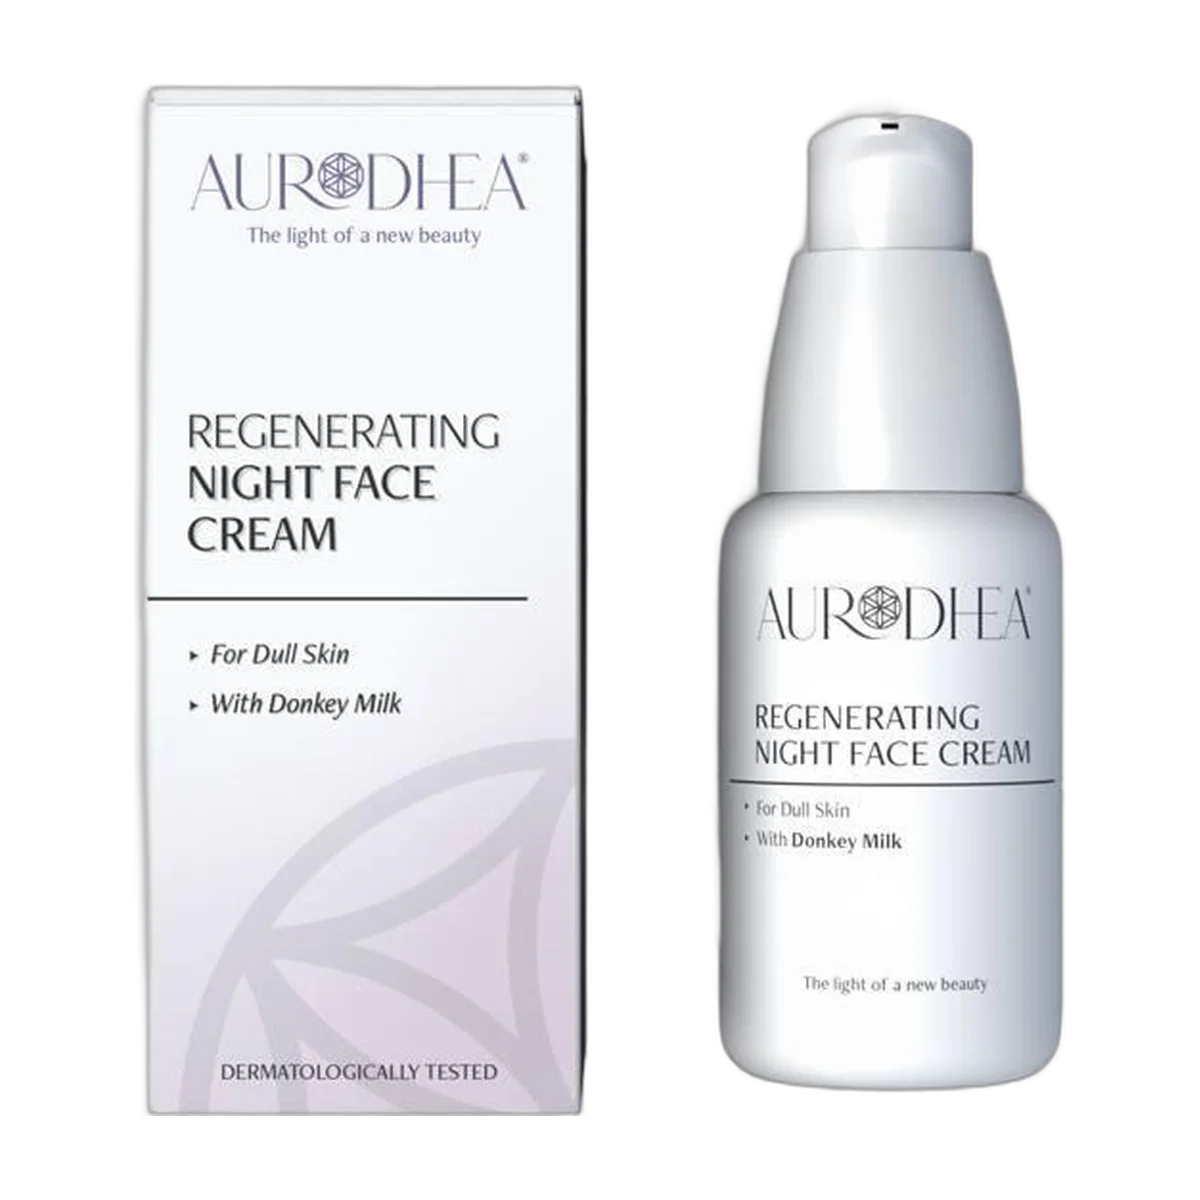 AURODHEA®
The light of a new beauty
REGENERATING
NIGHT FACE
CREAM
▸ For Dull Skin
▸ With Donkey Milk
DERMATOLOGICALLY TESTED
AURODHEA®
REGENERATING
NIGHT FACE CREAM
• For Dull Skin
• With Donkey Milk
The light of a new beauty